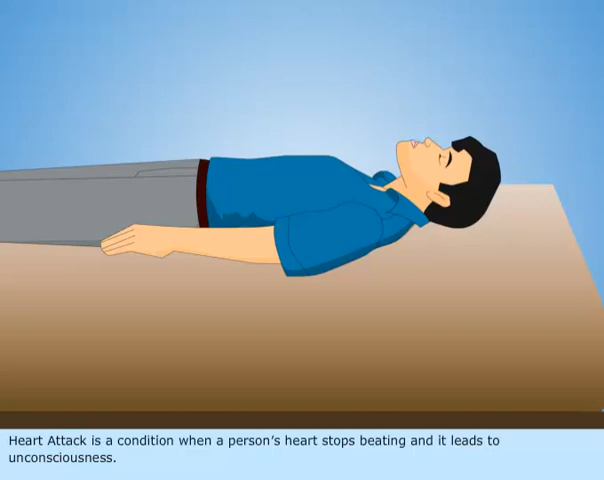 Heart Attack is a condition when a person's heart stops beating and it leads to
unconsciousness.